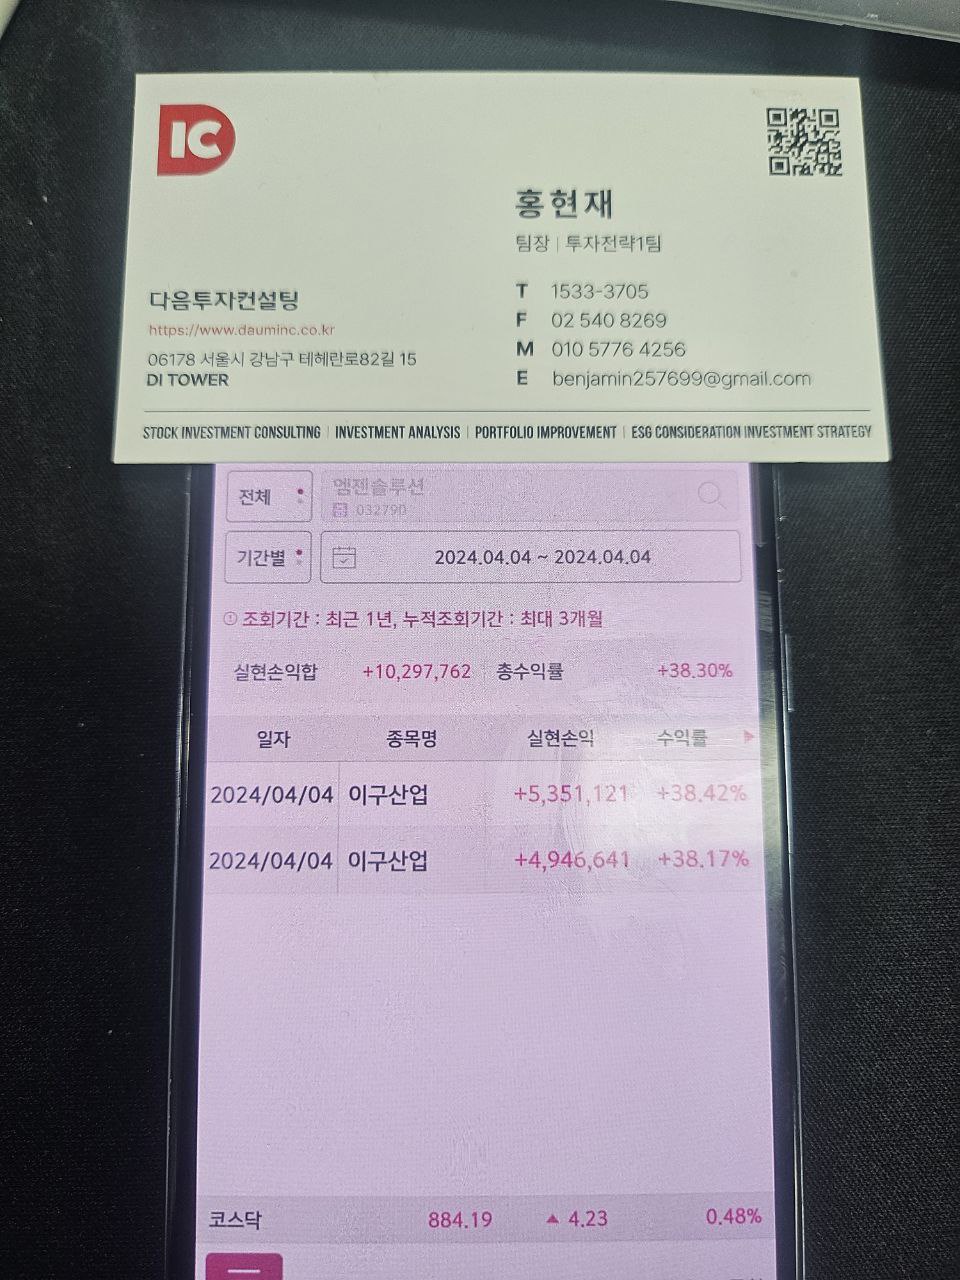 IC
홍현재
팀장 | 투자전략1팀
다음투자컨설팅
https://www.dauminc.co.kr
06178 서울시 강남구 테헤란로82길 15
DI TOWER
T 1533-3705
F 02 540 8269
M 010 5776 4256
E benjamin257699@gmail.com
STOCK INVESTMENT CONSULTING | INVESTMENT ANALYSIS | PORTFOLIO IMPROVEMENT | ESG CONSIDERATION INVESTMENT STRATEGY
전체 엠젠솔루션
032790
기간별 2024.04.04 ~ 2024.04.04
조회기간 : 최근 1년, 누적조회기간 : 최대 3개월
실현손익합 +10,297,762 총수익률 +38.30%
일자 종목명 실현손익 수익률
2024/04/04 이구산업 +5,351,121 +38.42%
2024/04/04 이구산업 +4,946,641 +38.17%
코스닥 884.19 ▲ 4.23 0.48%